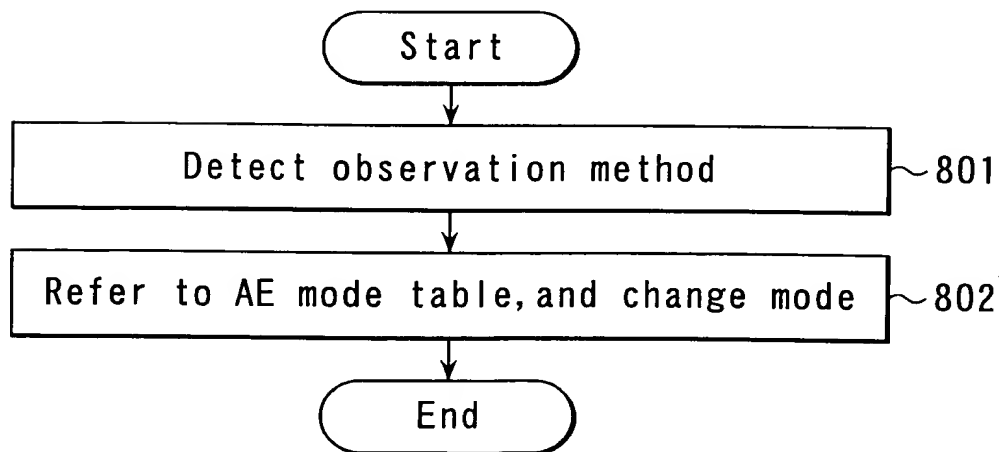 Start
Detect observation method
801
Refer to AE mode table, and change mode
802
End